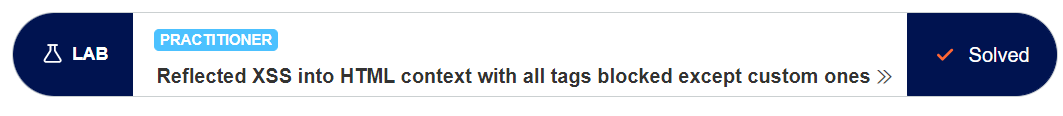 LAB
PRACTITIONER
Reflected XSS into HTML context with all tags blocked except custom ones
Solved